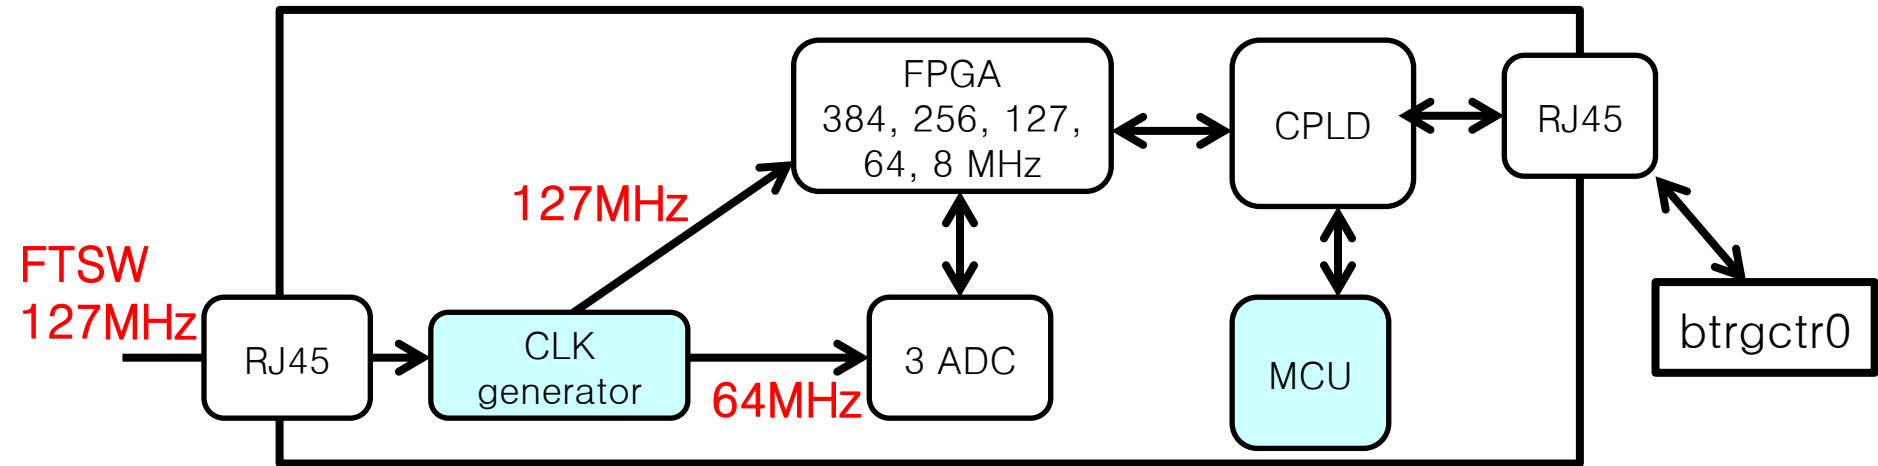 FPGA
384, 256, 127,
64, 8 MHz
CPLD
RJ45
127MHz
FTSW
127MHz
RJ45
CLK
generator
64MHz
3 ADC
MCU
btrgctr0